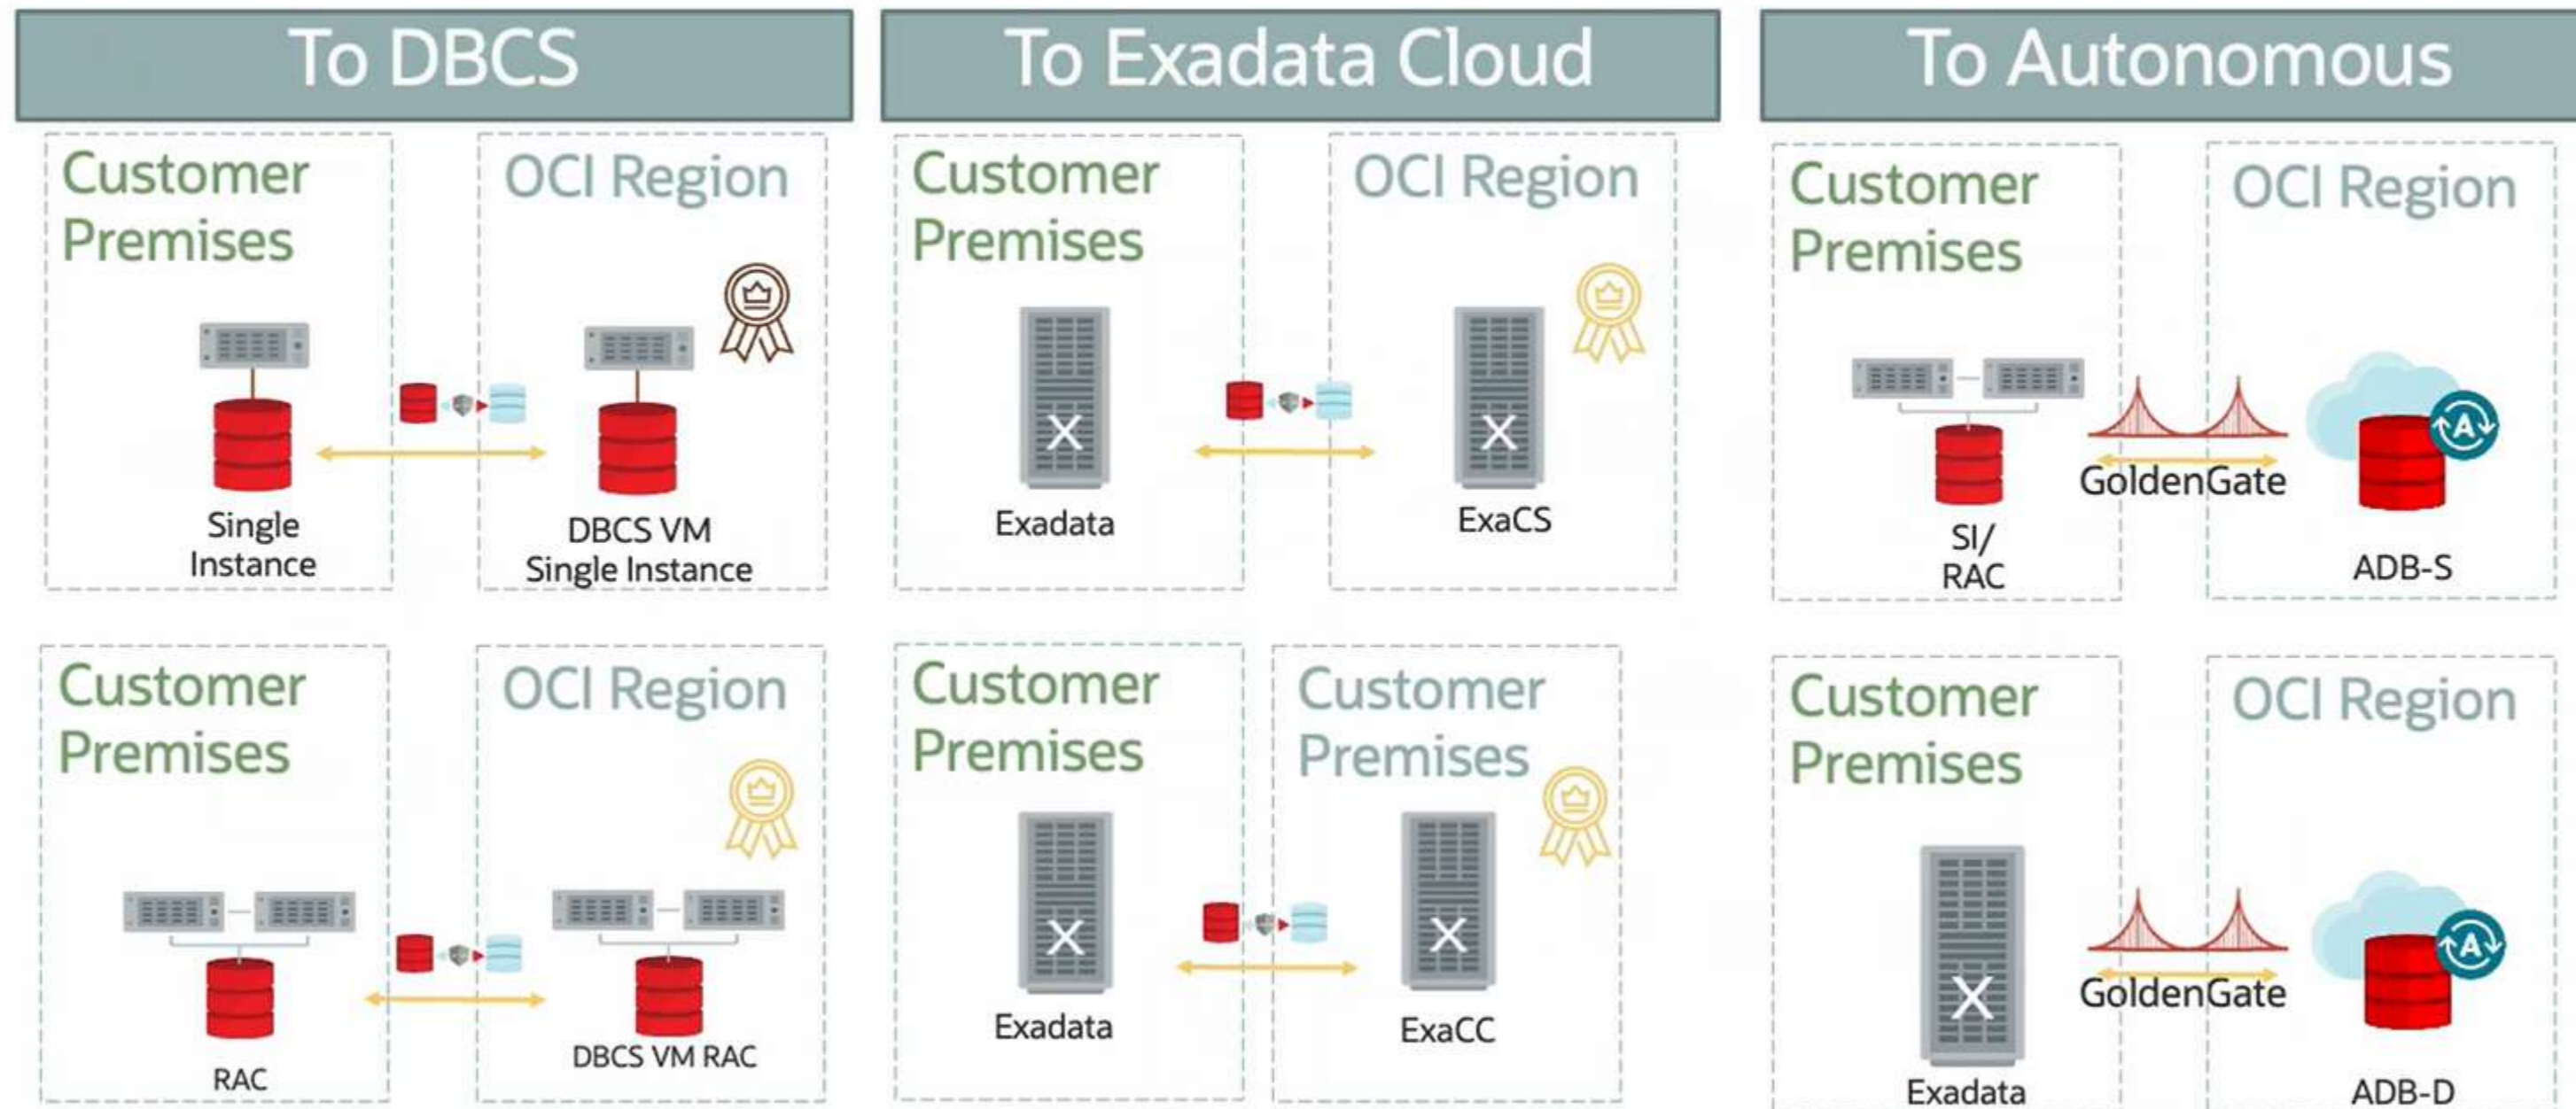 To DBCS
Customer
Premises
OCI Region
Single
Instance
DBCS VM
Single Instance
Customer
Premises
OCI Region
RAC
DBCS VM RAC
To Exadata Cloud
Customer
Premises
OCI Region
Exadata
ExaCS
Customer
Premises
Customer
Premises
Exadata
ExaCC
To Autonomous
Customer
Premises
OCI Region
GoldenGate
SI/
RAC
A
ADB-S
Customer
Premises
OCI Region
GoldenGate
Exadata
A
ADB-D